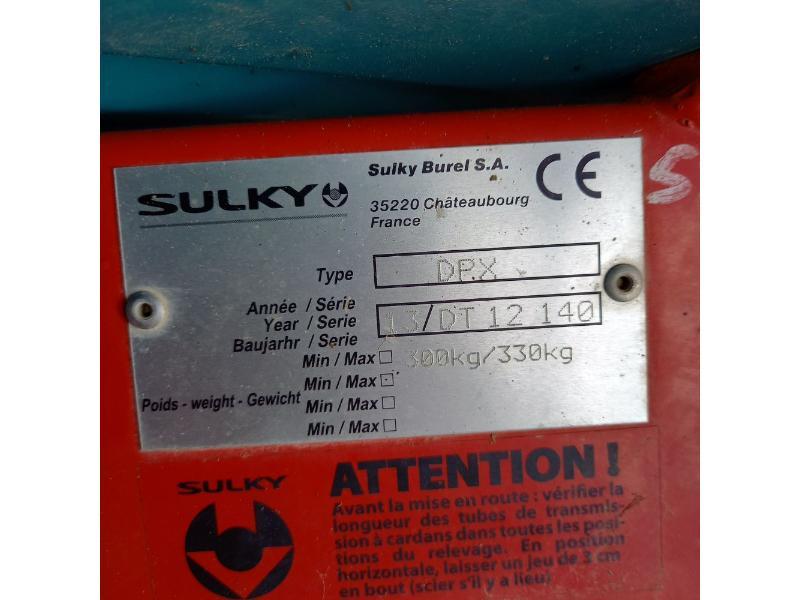 SULKY
Sulky Burel S.A.
35220 Châteaubourg
France
CE
S
Type DPX
Année / Série
Year / Serie 13/DT 12 140
Baujarhr / Serie
Min / Max 300kg/330kg
Min / Max
Poids - weight - Gewicht
Min / Max
Min / Max
SULKY
ATTENTION !
Avant la mise en route : vérifier la
longueur des tubes de transmis-
sion à cardans dans toutes les posi-
tions du relevage. En position
horizontale, laisser un jeu de 3 cm
en bout (scier s'il y a lieu)